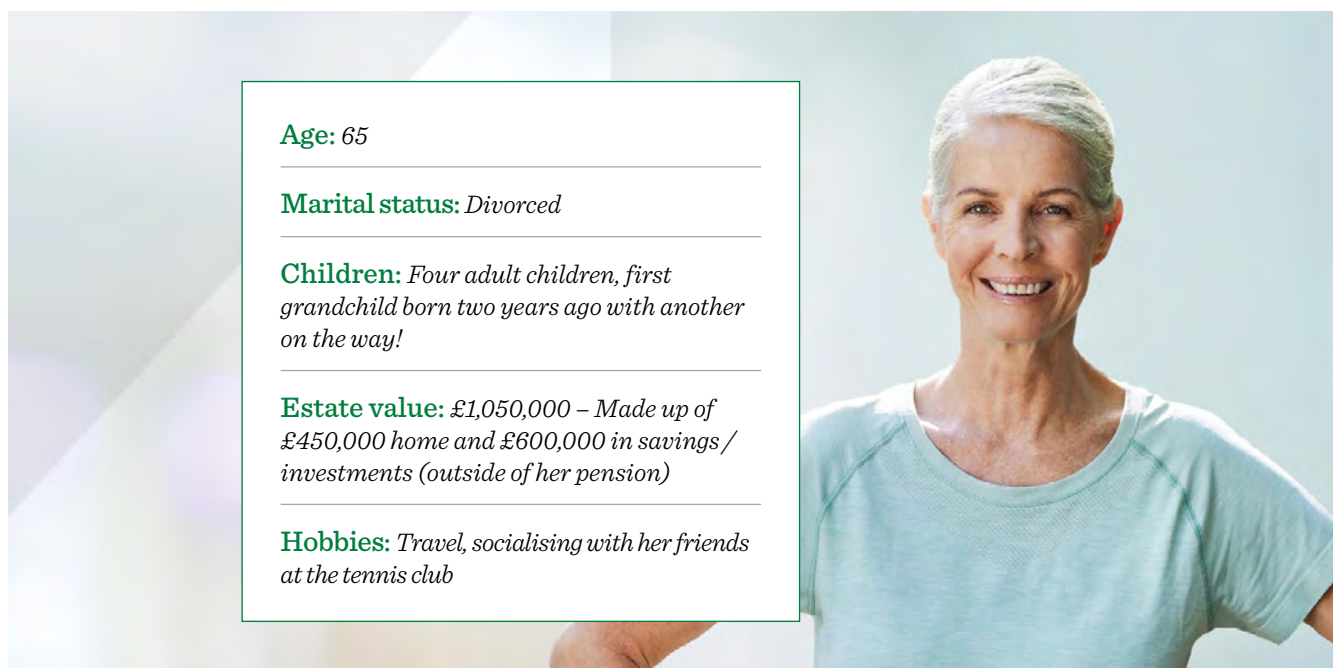 Age: 65
Marital status: Divorced
Children: Four adult children, first
grandchild born two years ago with another
on the way!
Estate value: £1,050,000 – Made up of
£450,000 home and £600,000 in savings /
investments (outside of her pension)
Hobbies: Travel, socialising with her friends
at the tennis club